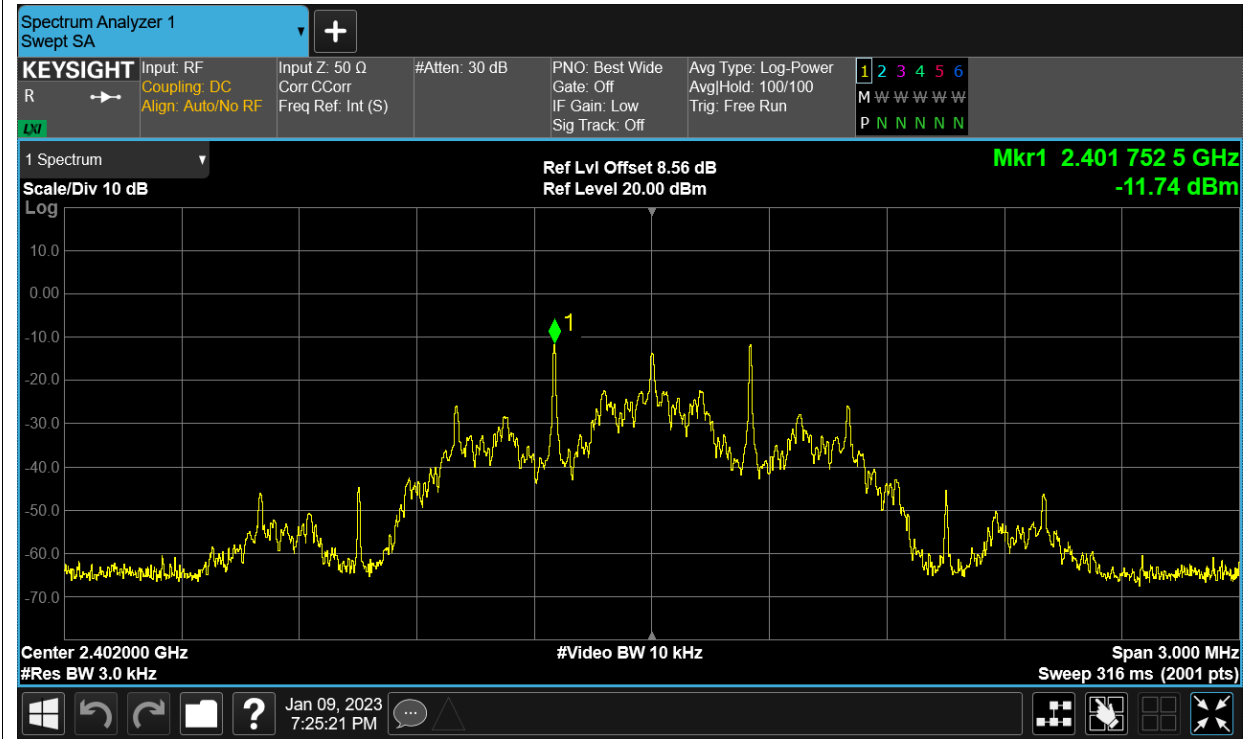 Spectrum Analyzer 1
Swept SA
KEYSIGHT
R
LXI
Input: RF
Coupling: DC
Align: Auto/No RF
Input Z: 50 Ω
Corr CCorr
Freq Ref: Int (S)
#Atten: 30 dB
PNO: Best Wide
Gate: Off
IF Gain: Low
Sig Track: Off
Avg Type: Log-Power
Avg|Hold: 100/100
Trig: Free Run
1 2 3 4 5 6
M W W W W W W
P N N N N N N
1 Spectrum
Scale/Div 10 dB
Log
Ref Lvl Offset 8.56 dB
Ref Level 20.00 dBm
Mkr1 2.401 752 5 GHz
-11.74 dBm
10.0
0.00
-10.0
-20.0
-30.0
-40.0
-50.0
-60.0
-70.0
1
Center 2.402000 GHz
#Res BW 3.0 kHz
#Video BW 10 kHz
Span 3.000 MHz
Sweep 316 ms (2001 pts)
?
Jan 09, 2023
7:25:21 PM